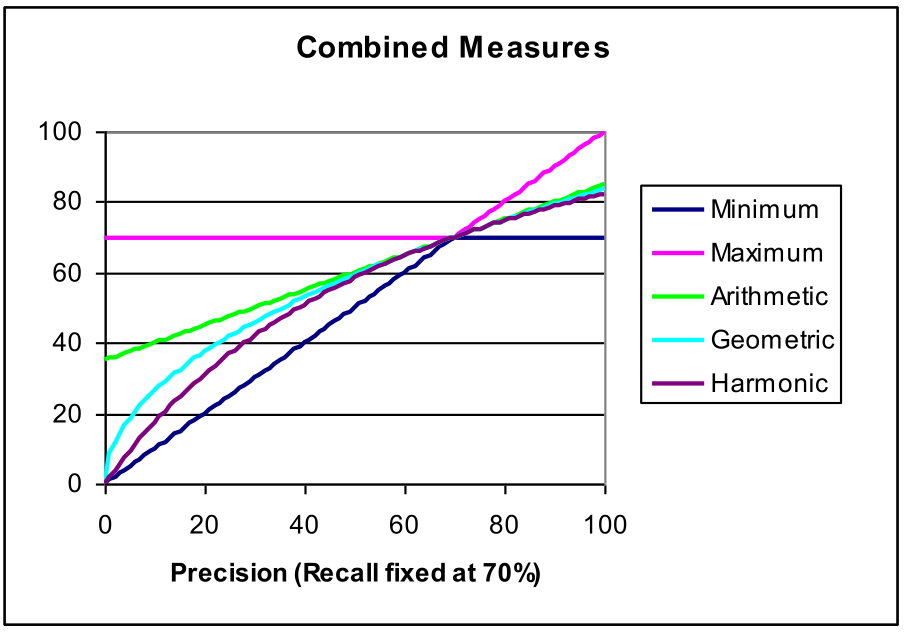 Combined Measures
100
80
60
40
20
0
0 20 40 60 80 100
Precision (Recall fixed at 70%)
Minimum
Maximum
Arithmetic
Geometric
Harmonic